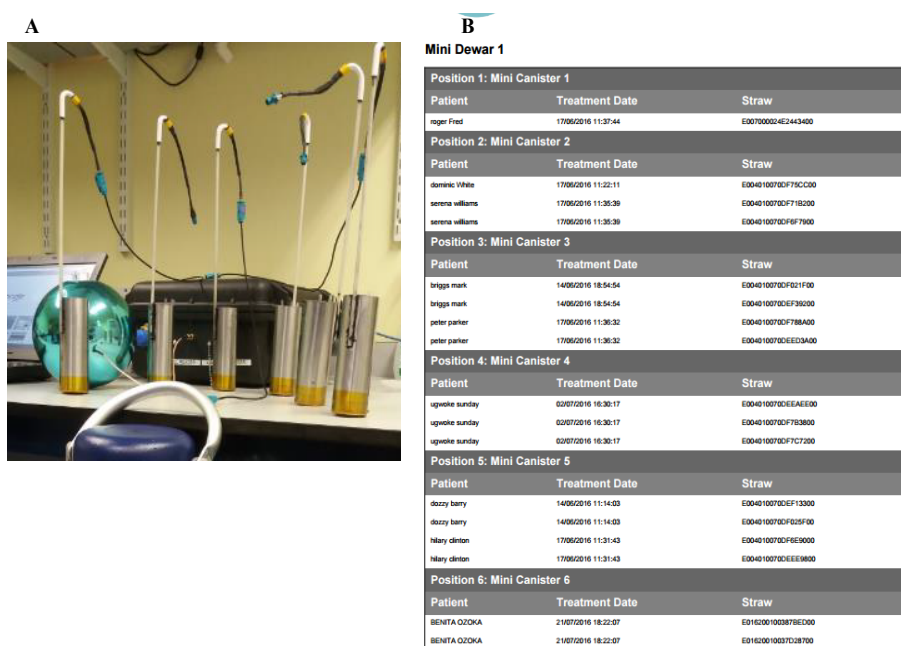 A
B
Mini Dewar 1
Position 1: Mini Canister 1
Patient Treatment Date Straw
roger Fred 17/06/2016 11:37:44 E007000024E2443400
Position 2: Mini Canister 2
Patient Treatment Date Straw
dominic White 17/06/2016 11:22:11 E004010070DF75CC00
serena williams 17/06/2016 11:35:39 E004010070DF71B200
serena williams 17/06/2016 11:35:39 E004010070DF6F7900
Position 3: Mini Canister 3
Patient Treatment Date Straw
briggs mark 14/06/2016 18:54:54 E004010070DF021F00
briggs mark 14/06/2016 18:54:54 E004010070DEF39200
peter parker 17/06/2016 11:36:32 E004010070DF788A00
peter parker 17/06/2016 11:36:32 E004010070DEED3A00
Position 4: Mini Canister 4
Patient Treatment Date Straw
ugwoke sunday 02/07/2016 16:30:17 E004010070DEEAEE00
ugwoke sunday 02/07/2016 16:30:17 E004010070DF7B3800
ugwoke sunday 02/07/2016 16:30:17 E004010070DF7C7200
Position 5: Mini Canister 5
Patient Treatment Date Straw
dozzy barry 14/06/2016 11:14:03 E004010070DEF13300
dozzy barry 14/06/2016 11:14:03 E004010070DF025F00
hilary clinton 17/06/2016 11:31:43 E004010070DF6E9000
hilary clinton 17/06/2016 11:31:43 E004010070DEEE9800
Position 6: Mini Canister 6
Patient Treatment Date Straw
BENITA OZOKA 21/07/2016 18:22:07 E016200100387BED00
BENITA OZOKA 21/07/2016 18:22:07 E01620010037D28700